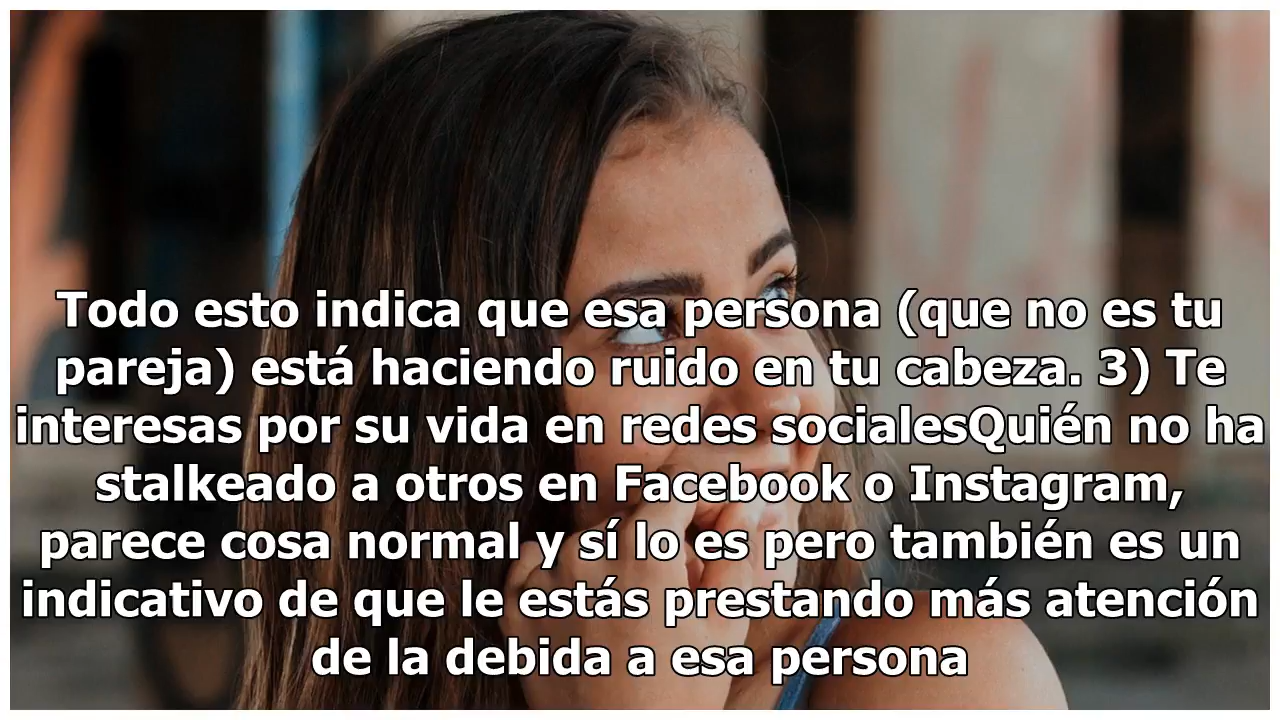 Todo esto indica que esa persona (que no es tu
pareja) está haciendo ruido en tu cabeza. 3) Te
interesas por su vida en redes socialesQuién no ha
stalkeado a otros en Facebook o Instagram,
parece cosa normal y sí lo es pero también es un
indicativo de que le estás prestando más atención
de la debida a esa persona